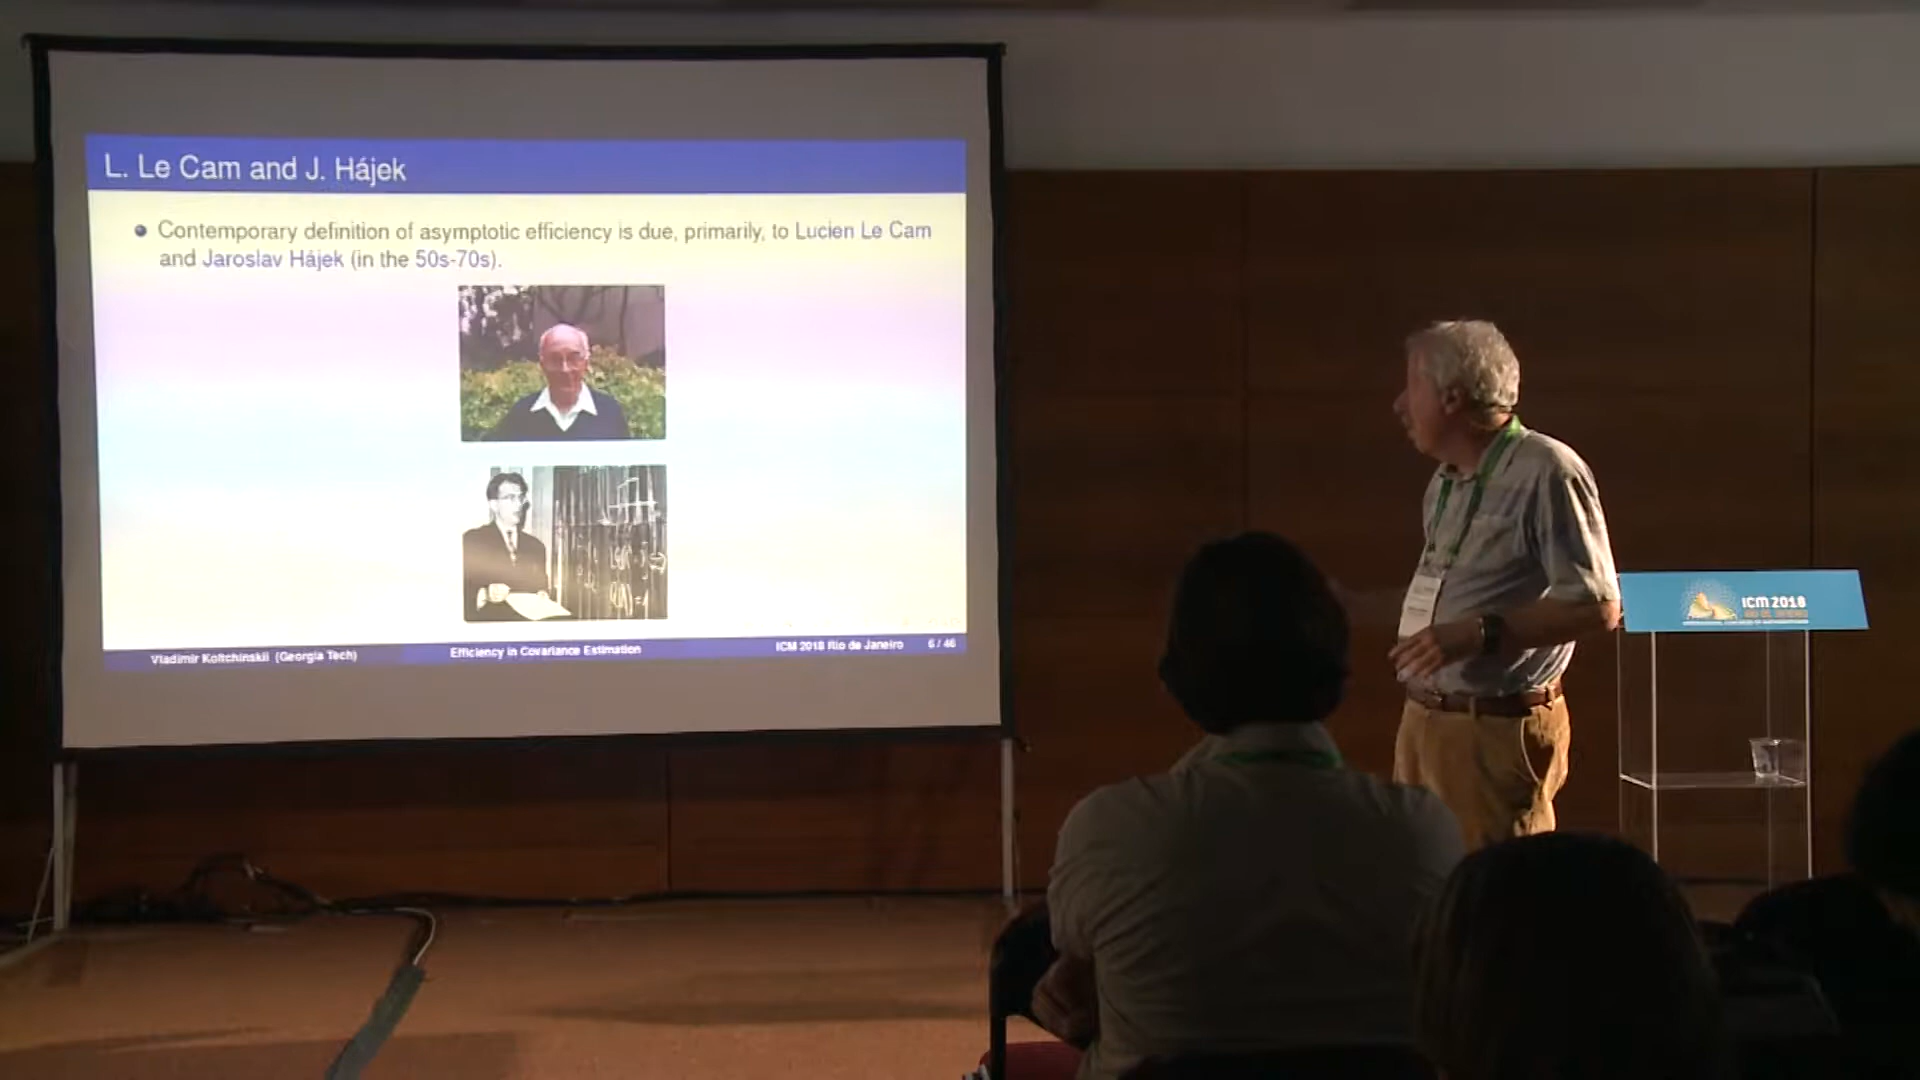 L. Le Cam and J. Hájek
Contemporary definition of asymptotic efficiency is due, primarily, to Lucien Le Cam
and Jaroslav Hájek (in the 50s-70s).
Vladimir Koltchinskii (Georgia Tech)
Efficiency in Covariance Estimation
ICM 2018 Rio de Janeiro
6 / 46
ICM 2018